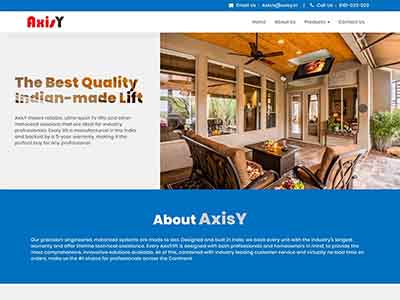 Email Us : AxisIn@axisy.in | Call Us : 8101-023-023
AxisY
Home About Us Products Contact Us
The Best Quality
Indian-made Lift
AxisY makes reliable, ultra-quiet TV lifts and other
motorized solutions that are ideal for industry
professionals. Every lift is manufactured in the India
and backed by a 5-year warranty, making it the
perfect buy for any professional.
About AxisY
Our precision-engineered, motorized systems are made to last. Designed and built in India, we back every unit with the industry's longest
warranty and offer lifetime technical assistance. Every AxisYlift is designed with both professionals and homeowners in mind, to provide the
most comprehensive, innovative solutions available. All of this, combined with industry leading customer service and virtually no lead time on
orders, make us the #1 choice for professionals across the Continent.